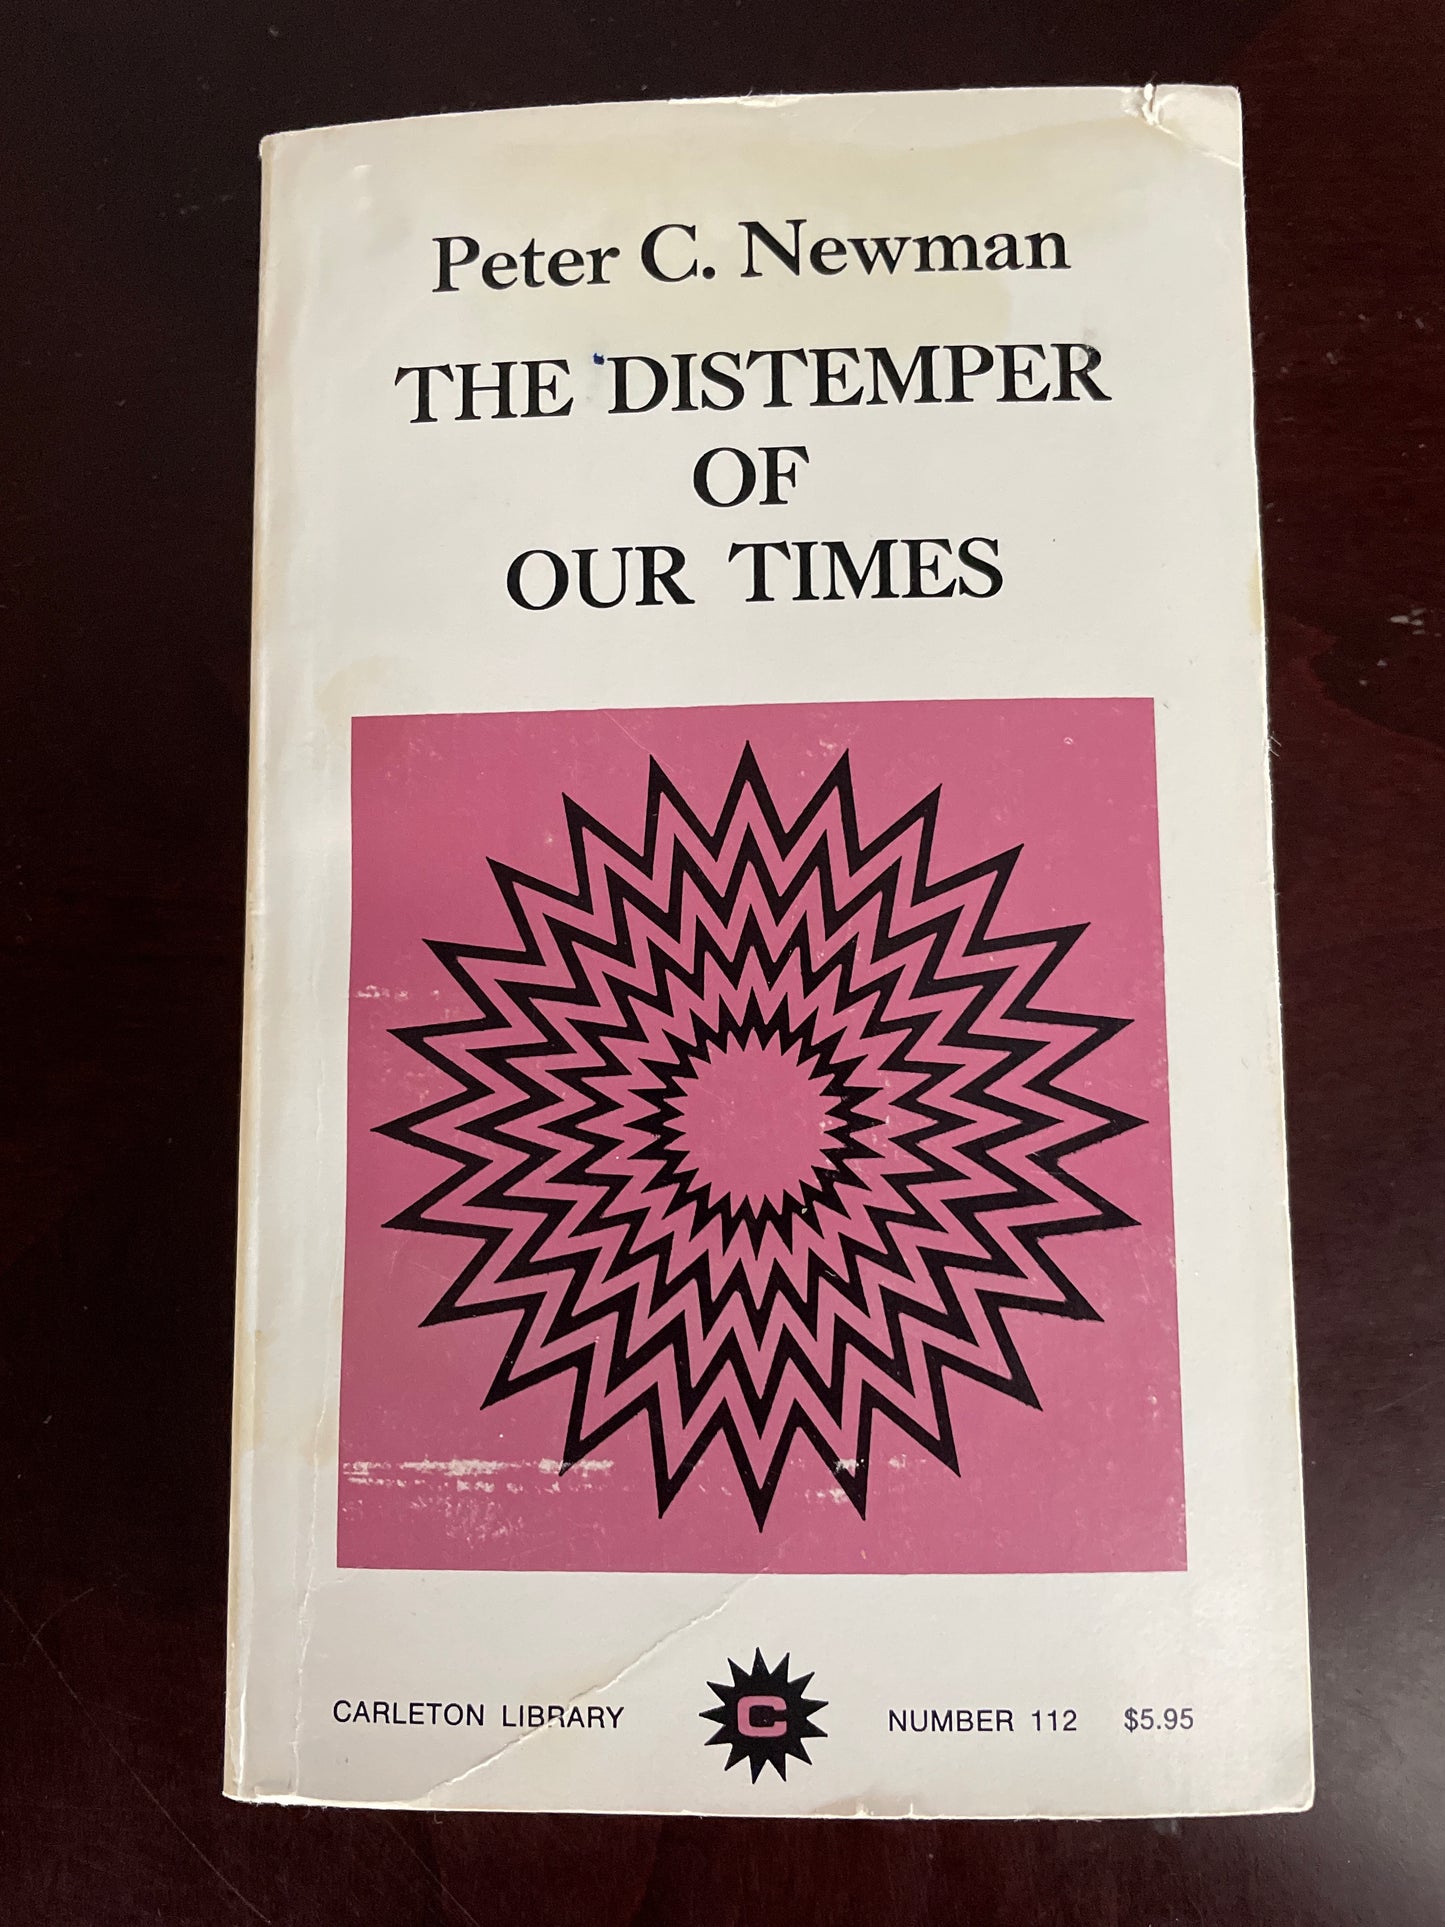 Peter C. Newman
THE DISTEMPER
OF
OUR TIMES
CARLETON LIBRARY C NUMBER 112 $5.95